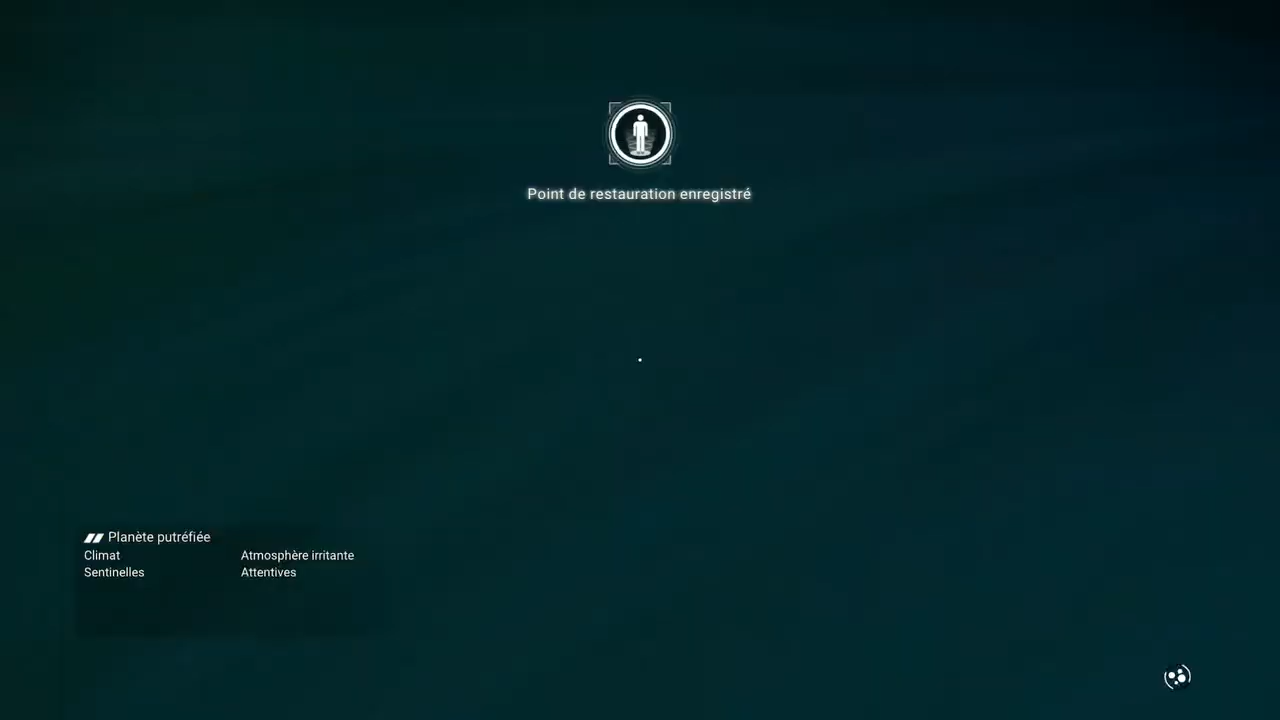 Point de restauration enregistré
Planète putréfiée
Climat Atmosphère irritante
Sentinelles Attentives